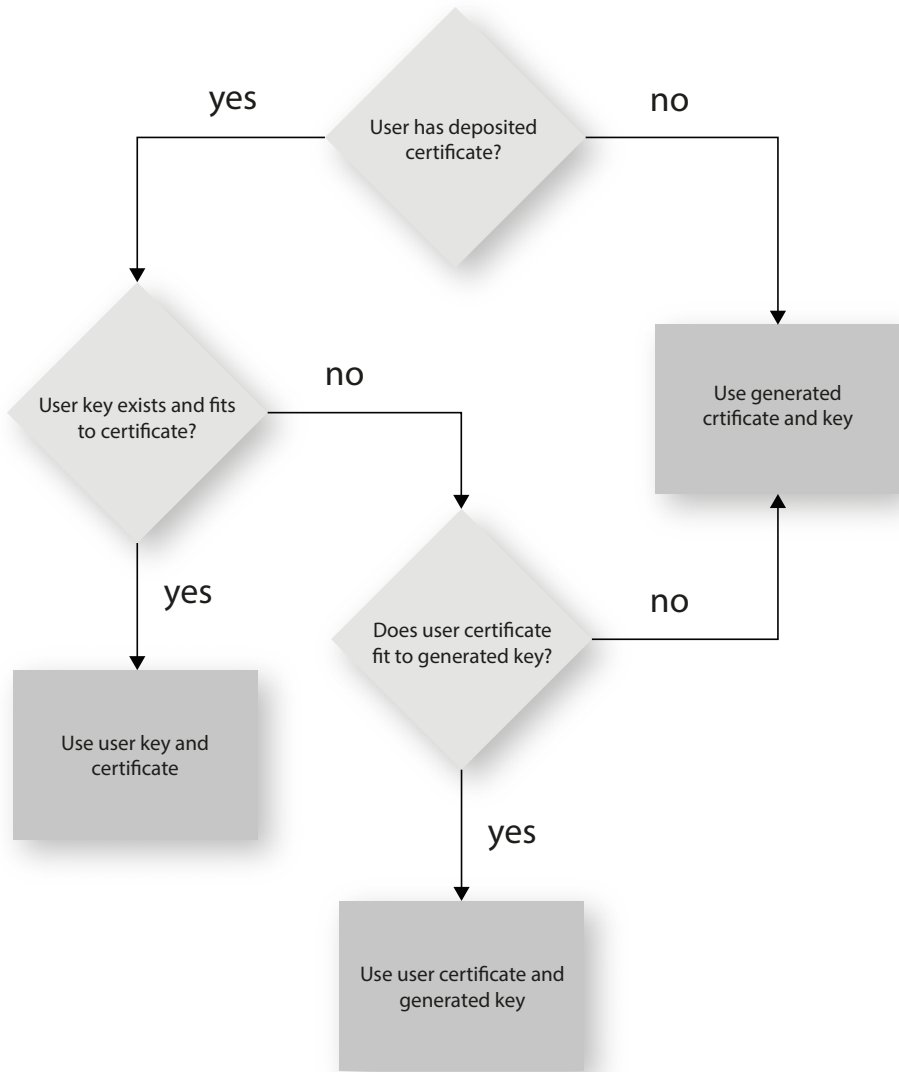 yes
User has deposited
certificate?
no
User key exists and fits
to certificate?
no
Use generated
crtificate and key
yes
Does user certificate
fit to generated key?
no
Use user key and
certificate
yes
Use user certificate and
generated key